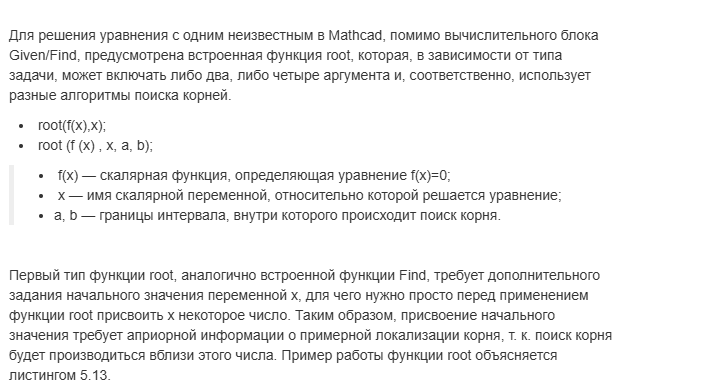 Для решения уравнения с одним неизвестным в Mathcad, помимо вычислительного блока
Given/Find, предусмотрена встроенная функция root, которая, в зависимости от типа
задачи, может включать либо два, либо четыре аргумента и, соответственно, использует
разные алгоритмы поиска корней.
• root(f(x),x);
• root (f (x) , x, a, b);
• f(x) — скалярная функция, определяющая уравнение f(x)=0;
• x — имя скалярной переменной, относительно которой решается уравнение;
• a, b — границы интервала, внутри которого происходит поиск корня.
Первый тип функции root, аналогично встроенной функции Find, требует дополнительного
задания начального значения переменной x, для чего нужно просто перед применением
функции root присвоить x некоторое число. Таким образом, присвоение начального
значения требует априорной информации о примерной локализации корня, т. к. поиск корня
будет производиться вблизи этого числа. Пример работы функции root объясняется
листингом 5.13.